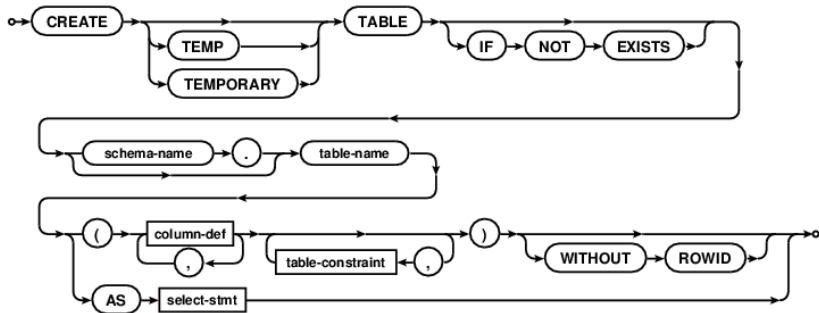 CREATE TABLE
TEMP IF NOT EXISTS
TEMPORARY
schema-name . table-name
( column-def )
, table-constraint , WITHOUT ROWID
AS select-stmt